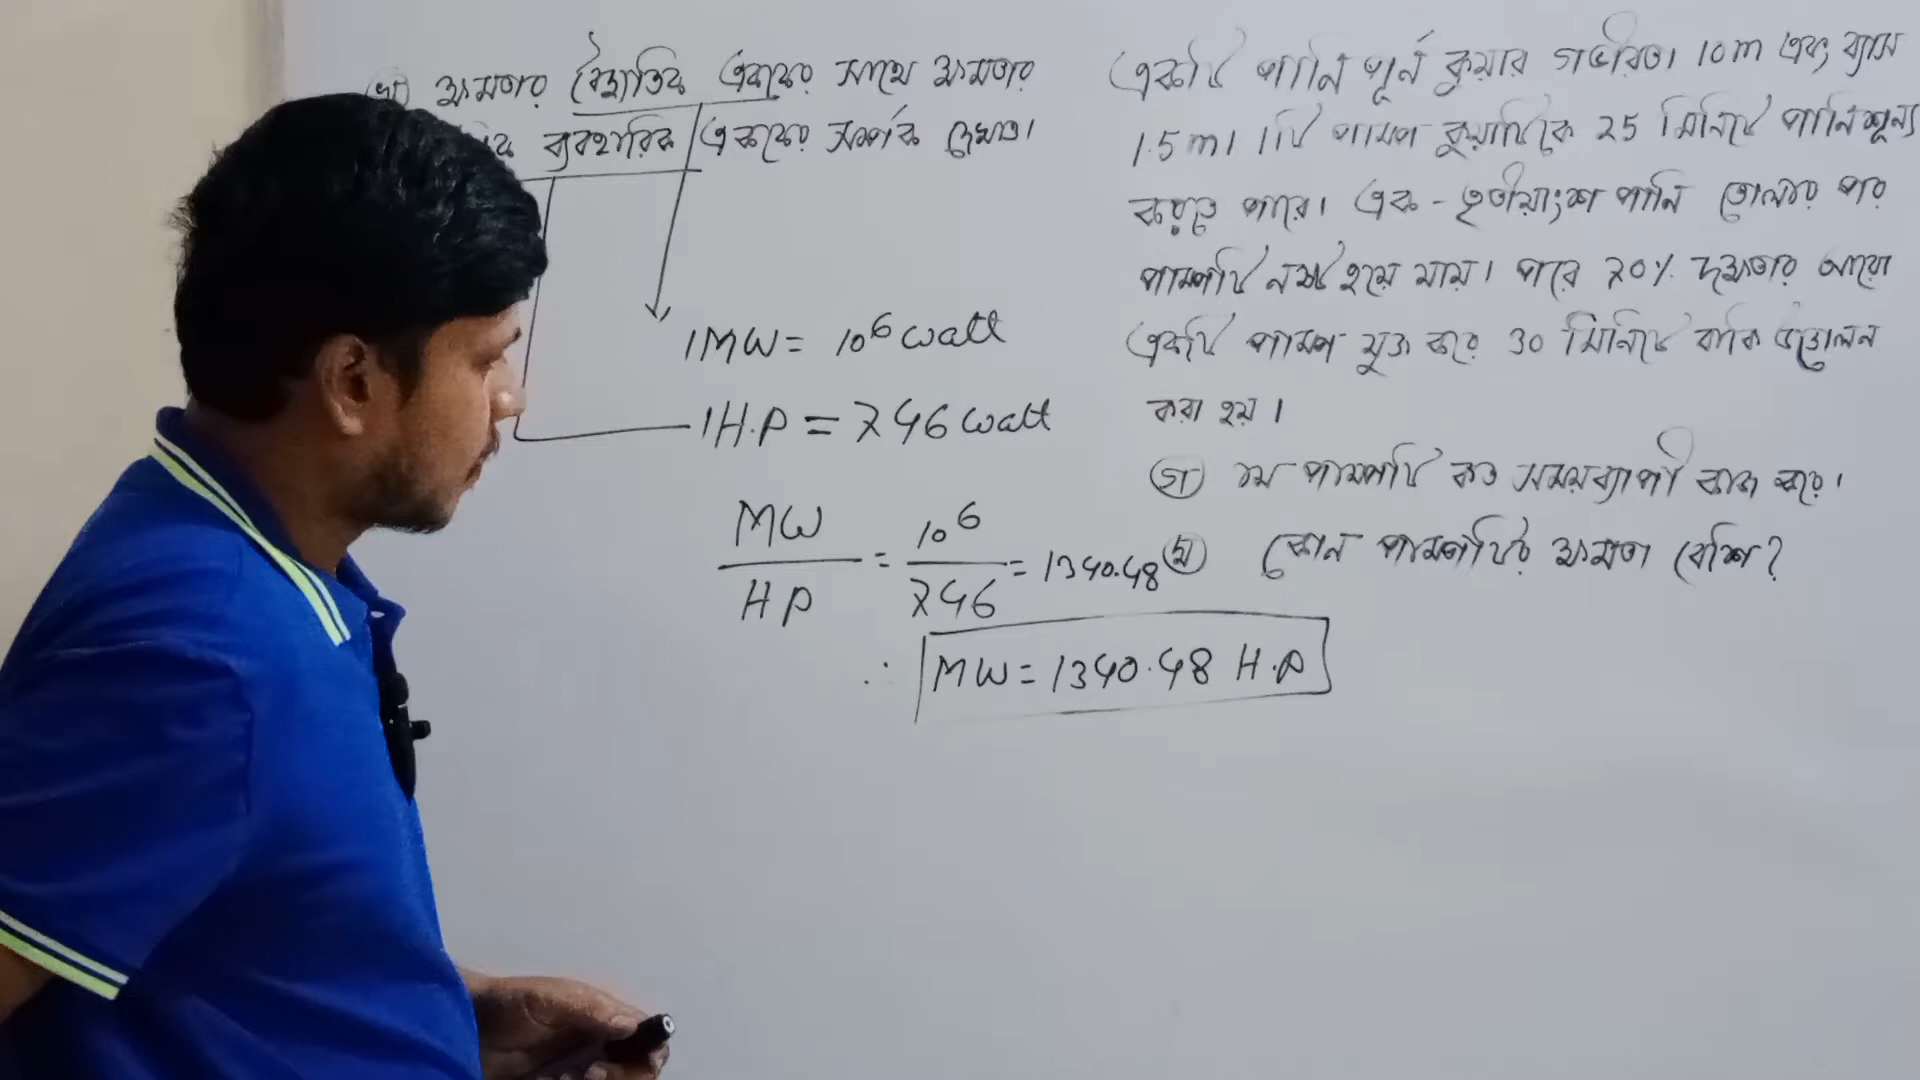 ক্ষমতার বৈদ্যুতিক এককের সাথে ক্ষমতার
ব্যবহারিক এককের সম্পর্ক দেখাও।
1MW = 10⁶ watt
1H.P = 746 watt
MW/HP = 10⁶/746 = 1340.48
∴ MW = 1340.48 H.P
একটি পানি পূর্ন কুয়ার গভীরতা 10m এবং ব্যাস
1.5m। 1টি পাম্প কুয়াটিকে 25 মিনিটে পানিশূন্য
করতে পারে। এক-তৃতীয়াংশ পানি তোলার পর
পাম্পটি নষ্ট হয়ে যায়। পরে 70% দক্ষতার আরো
একটি পাম্প যুক্ত করে 30 মিনিটে বাকি উত্তোলন
করা হয়।
গ ১ম পাম্পটি কত সময়ব্যাপী কাজ করে।
ঘ কোন পাম্পটির ক্ষমতা বেশি?